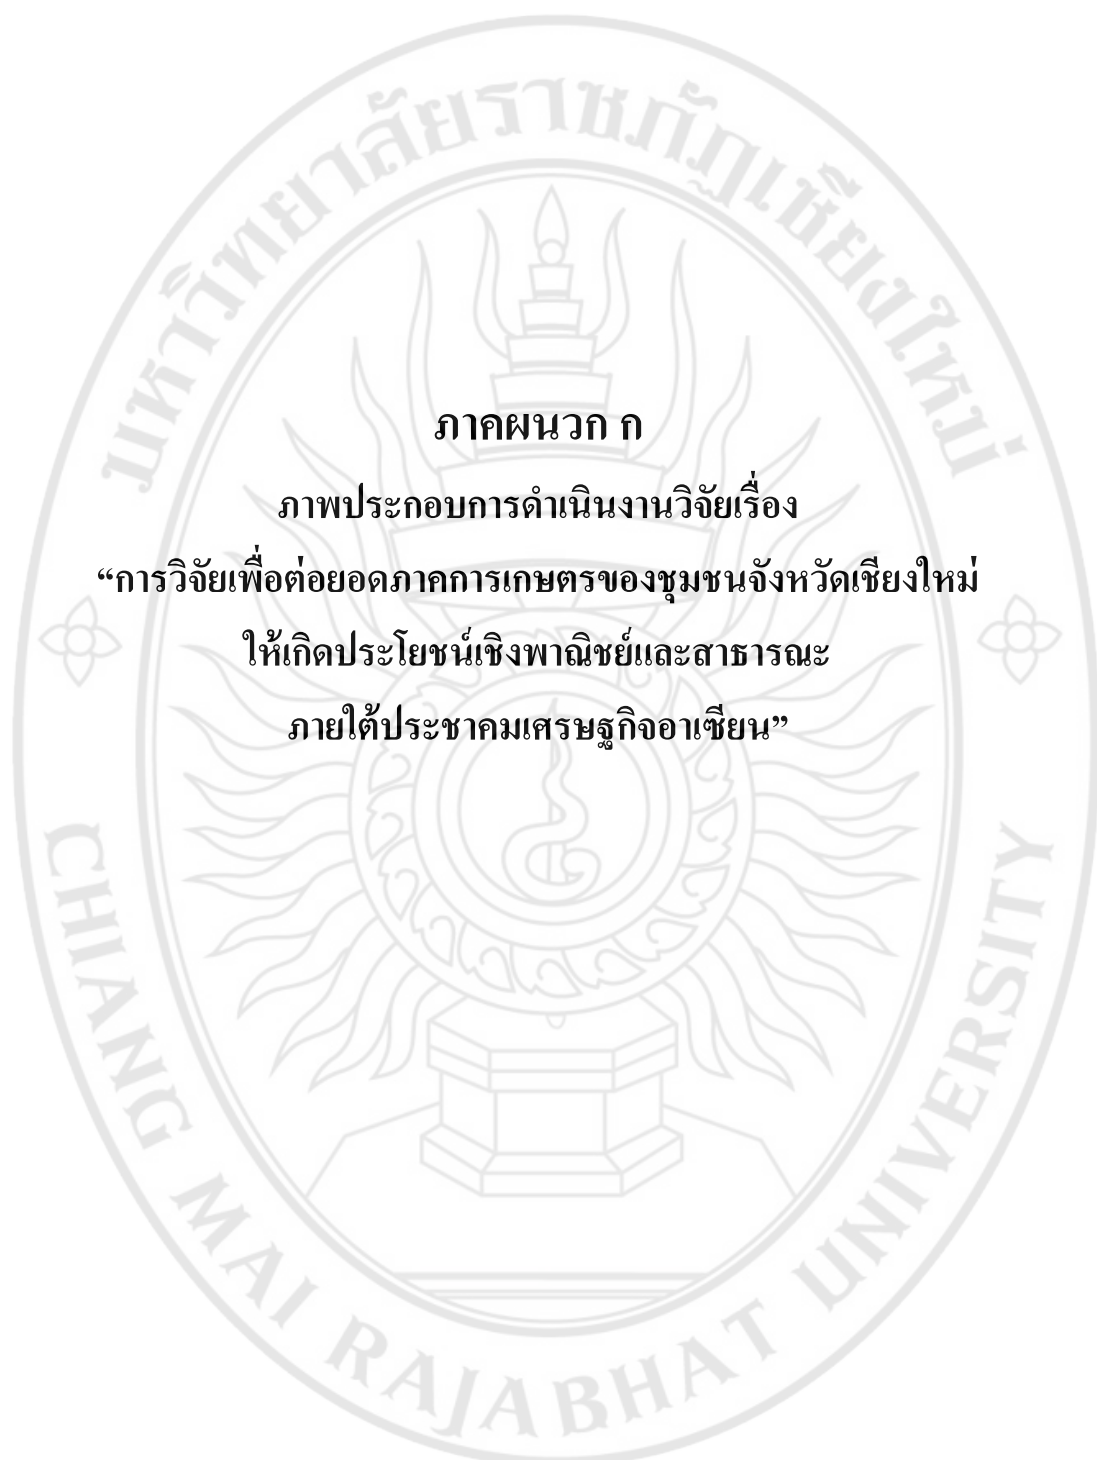 มหาวิทยาลัยราชภัฏเชียงใหม่
ภาคผนวก ก
ภาพประกอบการดำเนินงานวิจัยเรื่อง
“การวิจัยเพื่อต่อยอดภาคการเกษตรของชุมชนจังหวัดเชียงใหม่
ให้เกิดประโยชน์เชิงพาณิชย์และสาธารณะ
ภายใต้ประชาคมเศรษฐกิจอาเซียน”
CHIANG MAI RAJABHAT UNIVERSITY